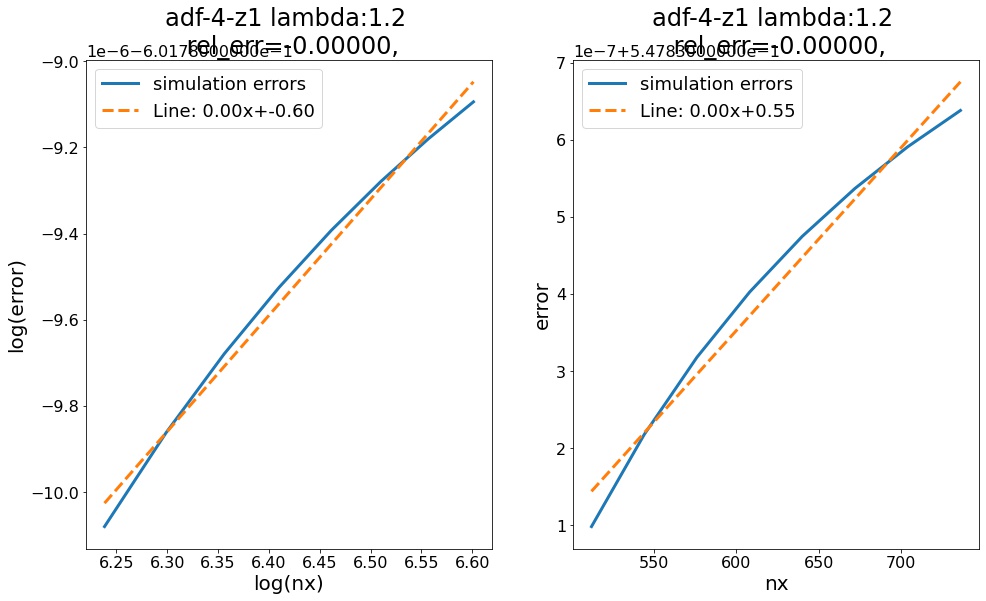 adf-4-z1 lambda:1.2
rel_err=-0.00000,
1e−6−6.0178000000e−1
simulation errors
Line: 0.00x+-0.60
−9.0
−9.2
−9.4
−9.6
−9.8
−10.0
log(error)
6.25 6.30 6.35 6.40 6.45 6.50 6.55 6.60
log(nx)
adf-4-z1 lambda:1.2
rel_err=-0.00000,
1e−7+5.4783000000e−1
simulation errors
Line: 0.00x+0.55
7
6
5
4
3
2
1
error
550 600 650 700
nx